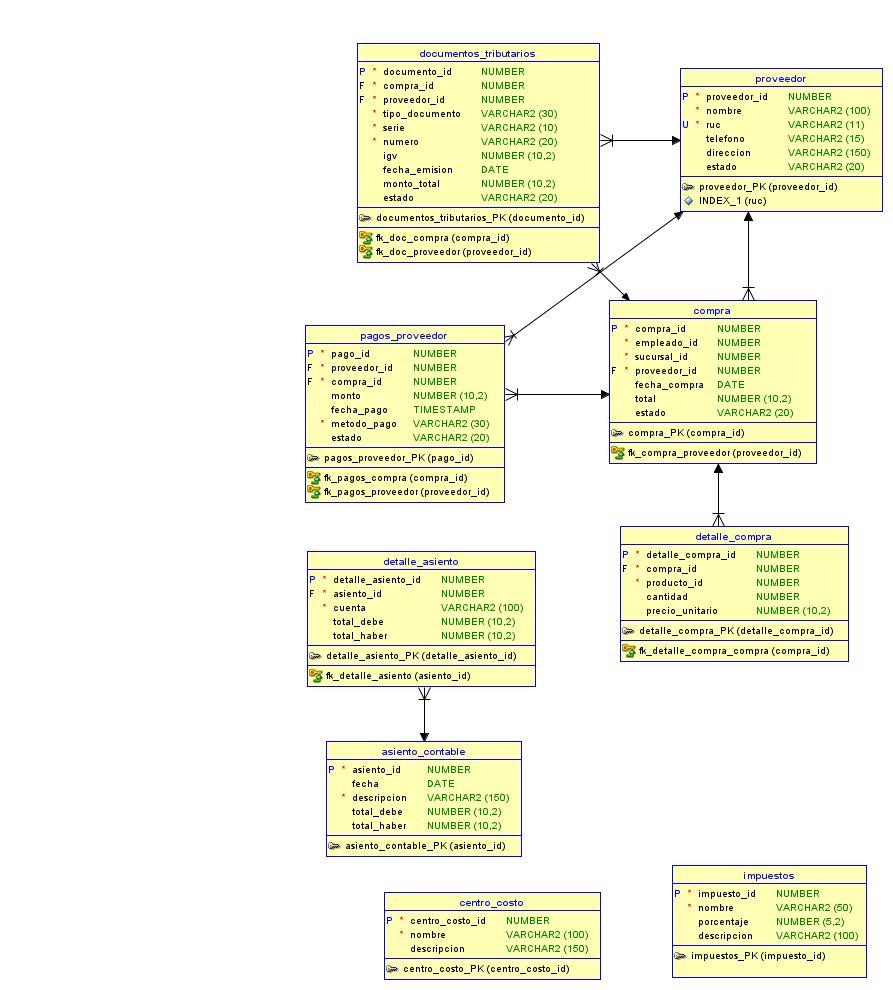 documentos_tributarios
P * documento_id NUMBER
F * compra_id NUMBER
F * proveedor_id NUMBER
* tipo_documento VARCHAR2 (30)
* serie VARCHAR2 (10)
* numero VARCHAR2 (20)
igv NUMBER (10,2)
fecha_emision DATE
monto_total NUMBER (10,2)
estado VARCHAR2 (20)
documentos_tributarios_PK (documento_id)
fk_doc_compra (compra_id)
fk_doc_proveedor (proveedor_id)
proveedor
P * proveedor_id NUMBER
* nombre VARCHAR2 (100)
U * ruc VARCHAR2 (11)
telefono VARCHAR2 (15)
direccion VARCHAR2 (150)
estado VARCHAR2 (20)
proveedor_PK (proveedor_id)
INDEX_1 (ruc)
pagos_proveedor
P * pago_id NUMBER
F * proveedor_id NUMBER
F * compra_id NUMBER
monto NUMBER (10,2)
fecha_pago TIMESTAMP
* metodo_pago VARCHAR2 (30)
estado VARCHAR2 (20)
pagos_proveedor_PK (pago_id)
fk_pagos_compra (compra_id)
fk_pagos_proveedor (proveedor_id)
compra
P * compra_id NUMBER
* empleado_id NUMBER
* sucursal_id NUMBER
F * proveedor_id NUMBER
fecha_compra DATE
total NUMBER (10,2)
estado VARCHAR2 (20)
compra_PK (compra_id)
fk_compra_proveedor (proveedor_id)
detalle_compra
P * detalle_compra_id NUMBER
F * compra_id NUMBER
* producto_id NUMBER
cantidad NUMBER
precio_unitario NUMBER (10,2)
detalle_compra_PK (detalle_compra_id)
fk_detalle_compra_compra (compra_id)
detalle_asiento
P * detalle_asiento_id NUMBER
F * asiento_id NUMBER
* cuenta VARCHAR2 (100)
total_debe NUMBER (10,2)
total_haber NUMBER (10,2)
detalle_asiento_PK (detalle_asiento_id)
fk_detalle_asiento (asiento_id)
asiento_contable
P * asiento_id NUMBER
fecha DATE
* descripcion VARCHAR2 (150)
total_debe NUMBER (10,2)
total_haber NUMBER (10,2)
asiento_contable_PK (asiento_id)
centro_costo
P * centro_costo_id NUMBER
* nombre VARCHAR2 (100)
descripcion VARCHAR2 (150)
centro_costo_PK (centro_costo_id)
impuestos
P * impuesto_id NUMBER
* nombre VARCHAR2 (50)
porcentaje NUMBER (5,2)
descripcion VARCHAR2 (100)
impuestos_PK (impuesto_id)